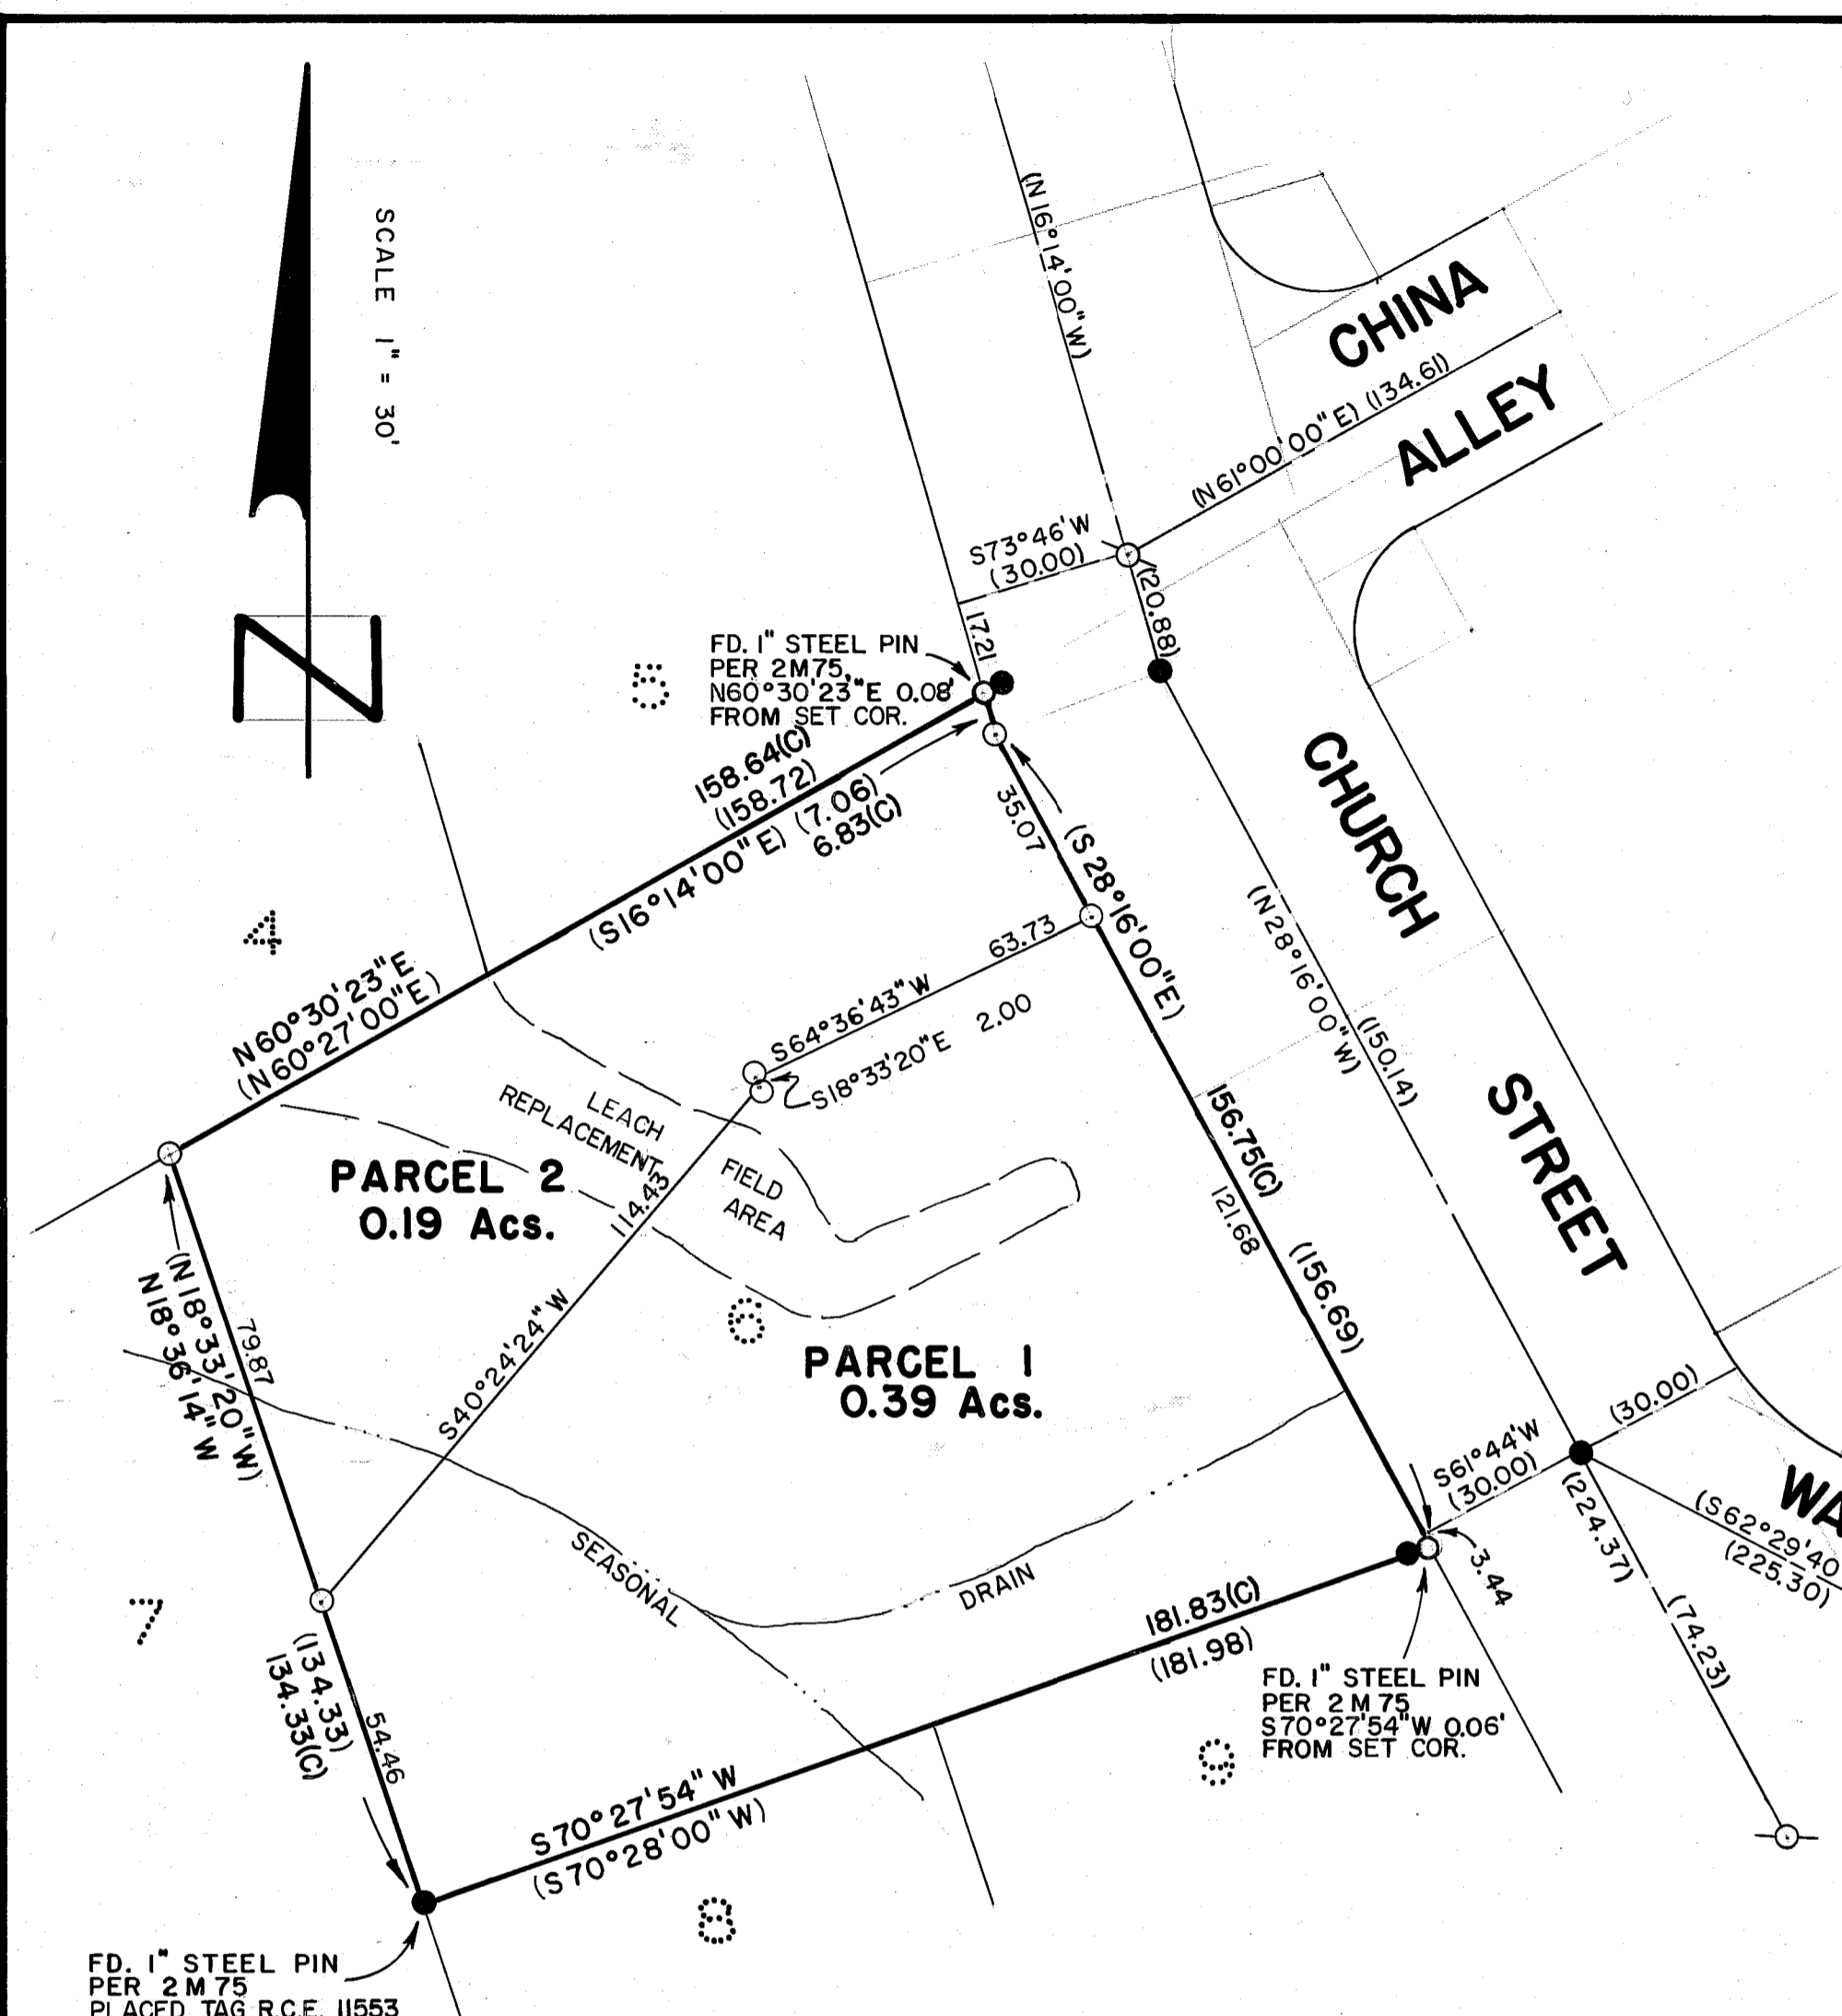 SCALE 1" = 30'
N
(N16°14'00"W)
CHINA
ALLEY
(N61°00'00"E) (134.61)
S73°46'W
(30.00)
(20.88)
17.21
FD. 1" STEEL PIN
PER 2M75,
N60°30'23"E 0.08'
FROM SET COR.
5
158.64(C)
(158.72)
(S16°14'00"E) (7.06)
6.83(C)
35.07
(S28°16'00"E)
CHURCH
STREET
(N28°16'00"W)
(150.14)
4
N60°30'23"E
(N60°27'00"E)
63.73
S64°36'43"W
S18°33'20"E 2.00
LEACH
REPLACEMENT
FIELD
AREA
PARCEL 2
0.19 Acs.
114.43
S40°24'24"W
156.75(C)
121.68
(156.69)
(N18°33'20"W)
N18°36'14"W
79.87
6
PARCEL 1
0.39 Acs.
(30.00)
S61°44'W
(30.00)
WA
(S62°29'40
(225.30)
(224.37)
(74.23)
3.44
SEASONAL
DRAIN
7
(134.33)
134.33(C)
54.46
181.83(C)
(181.98)
FD. 1" STEEL PIN
PER 2 M 75
S70°27'54"W 0.06'
FROM SET COR.
9
S70°27'54"W
(S70°28'00"W)
8
FD. 1" STEEL PIN
PER 2 M 75
PLACED TAG R.C.E. 11553